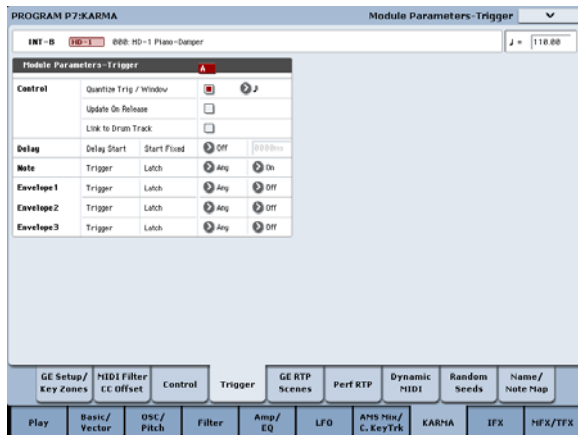 PROGRAM P7:KARMA Module Parameters-Trigger
INT-B HD-1 000: HD-1 Piano-Damper ♩ = 110.00
Module Parameters-Trigger A
Control Quantize Trig / Window ♪
Update On Release
Link to Drum Track
Delay Delay Start Start Fixed Off 0000ms
Note Trigger Latch Any On
Envelope1 Trigger Latch Any Off
Envelope2 Trigger Latch Any Off
Envelope3 Trigger Latch Any Off
GE Setup/ Key Zones MIDI Filter CC Offset Control Trigger GE RTP Scenes Perf RTP Dynamic MIDI Random Seeds Name/ Note Map
Play Basic/ Vector OSC/ Pitch Filter Amp/ EQ LFO AMS Mix/ C.KeyTrk KARMA IFX MFX/TFX